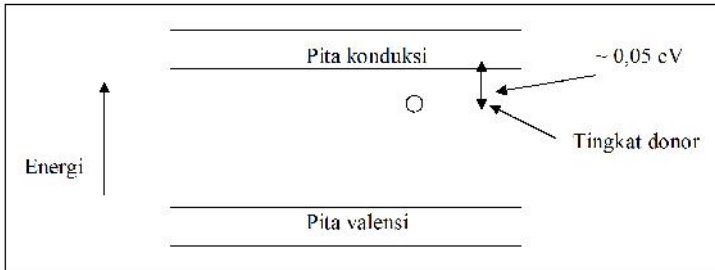 Pita konduksi
~ 0,05 eV
Tingkat donor
Energi
Pita valensi